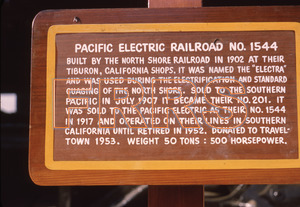 PACIFIC ELECTRIC RAILROAD NO. 1544
BUILT BY THE NORTH SHORE RAILROAD IN 1902 AT THEIR
TIBURON, CALIFORNIA SHOPS. IT WAS NAMED THE "ELECTRA"
AND WAS USED DURING THE ELECTRIFICATION AND STANDARD
GUAGING OF THE NORTH SHORE. SOLD TO THE SOUTHERN
PACIFIC IN JULY 1907 IT BECAME THEIR NO. 201. IT
WAS SOLD TO THE PACIFIC ELECTRIC AS THEIR NO. 1544
IN 1917 AND OPERATED ON THEIR LINES IN SOUTHERN
CALIFORNIA UNTIL RETIRED IN 1952. DONATED TO TRAVEL-
TOWN 1953. WEIGHT 50 TONS : 500 HORSEPOWER.